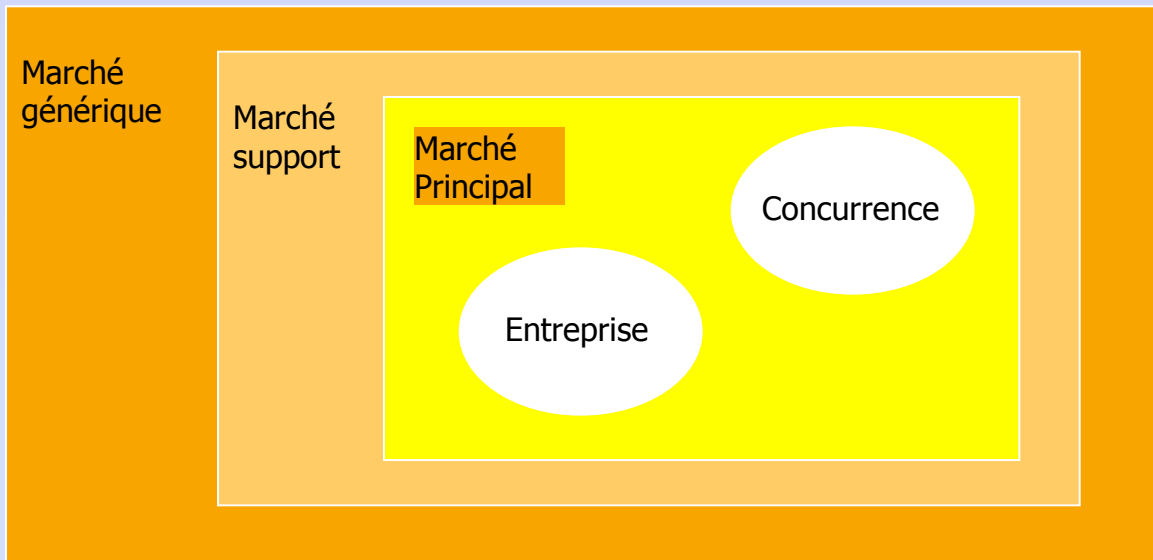 Marché
générique
Marché
support
Marché
Principal
Concurrence
Entreprise